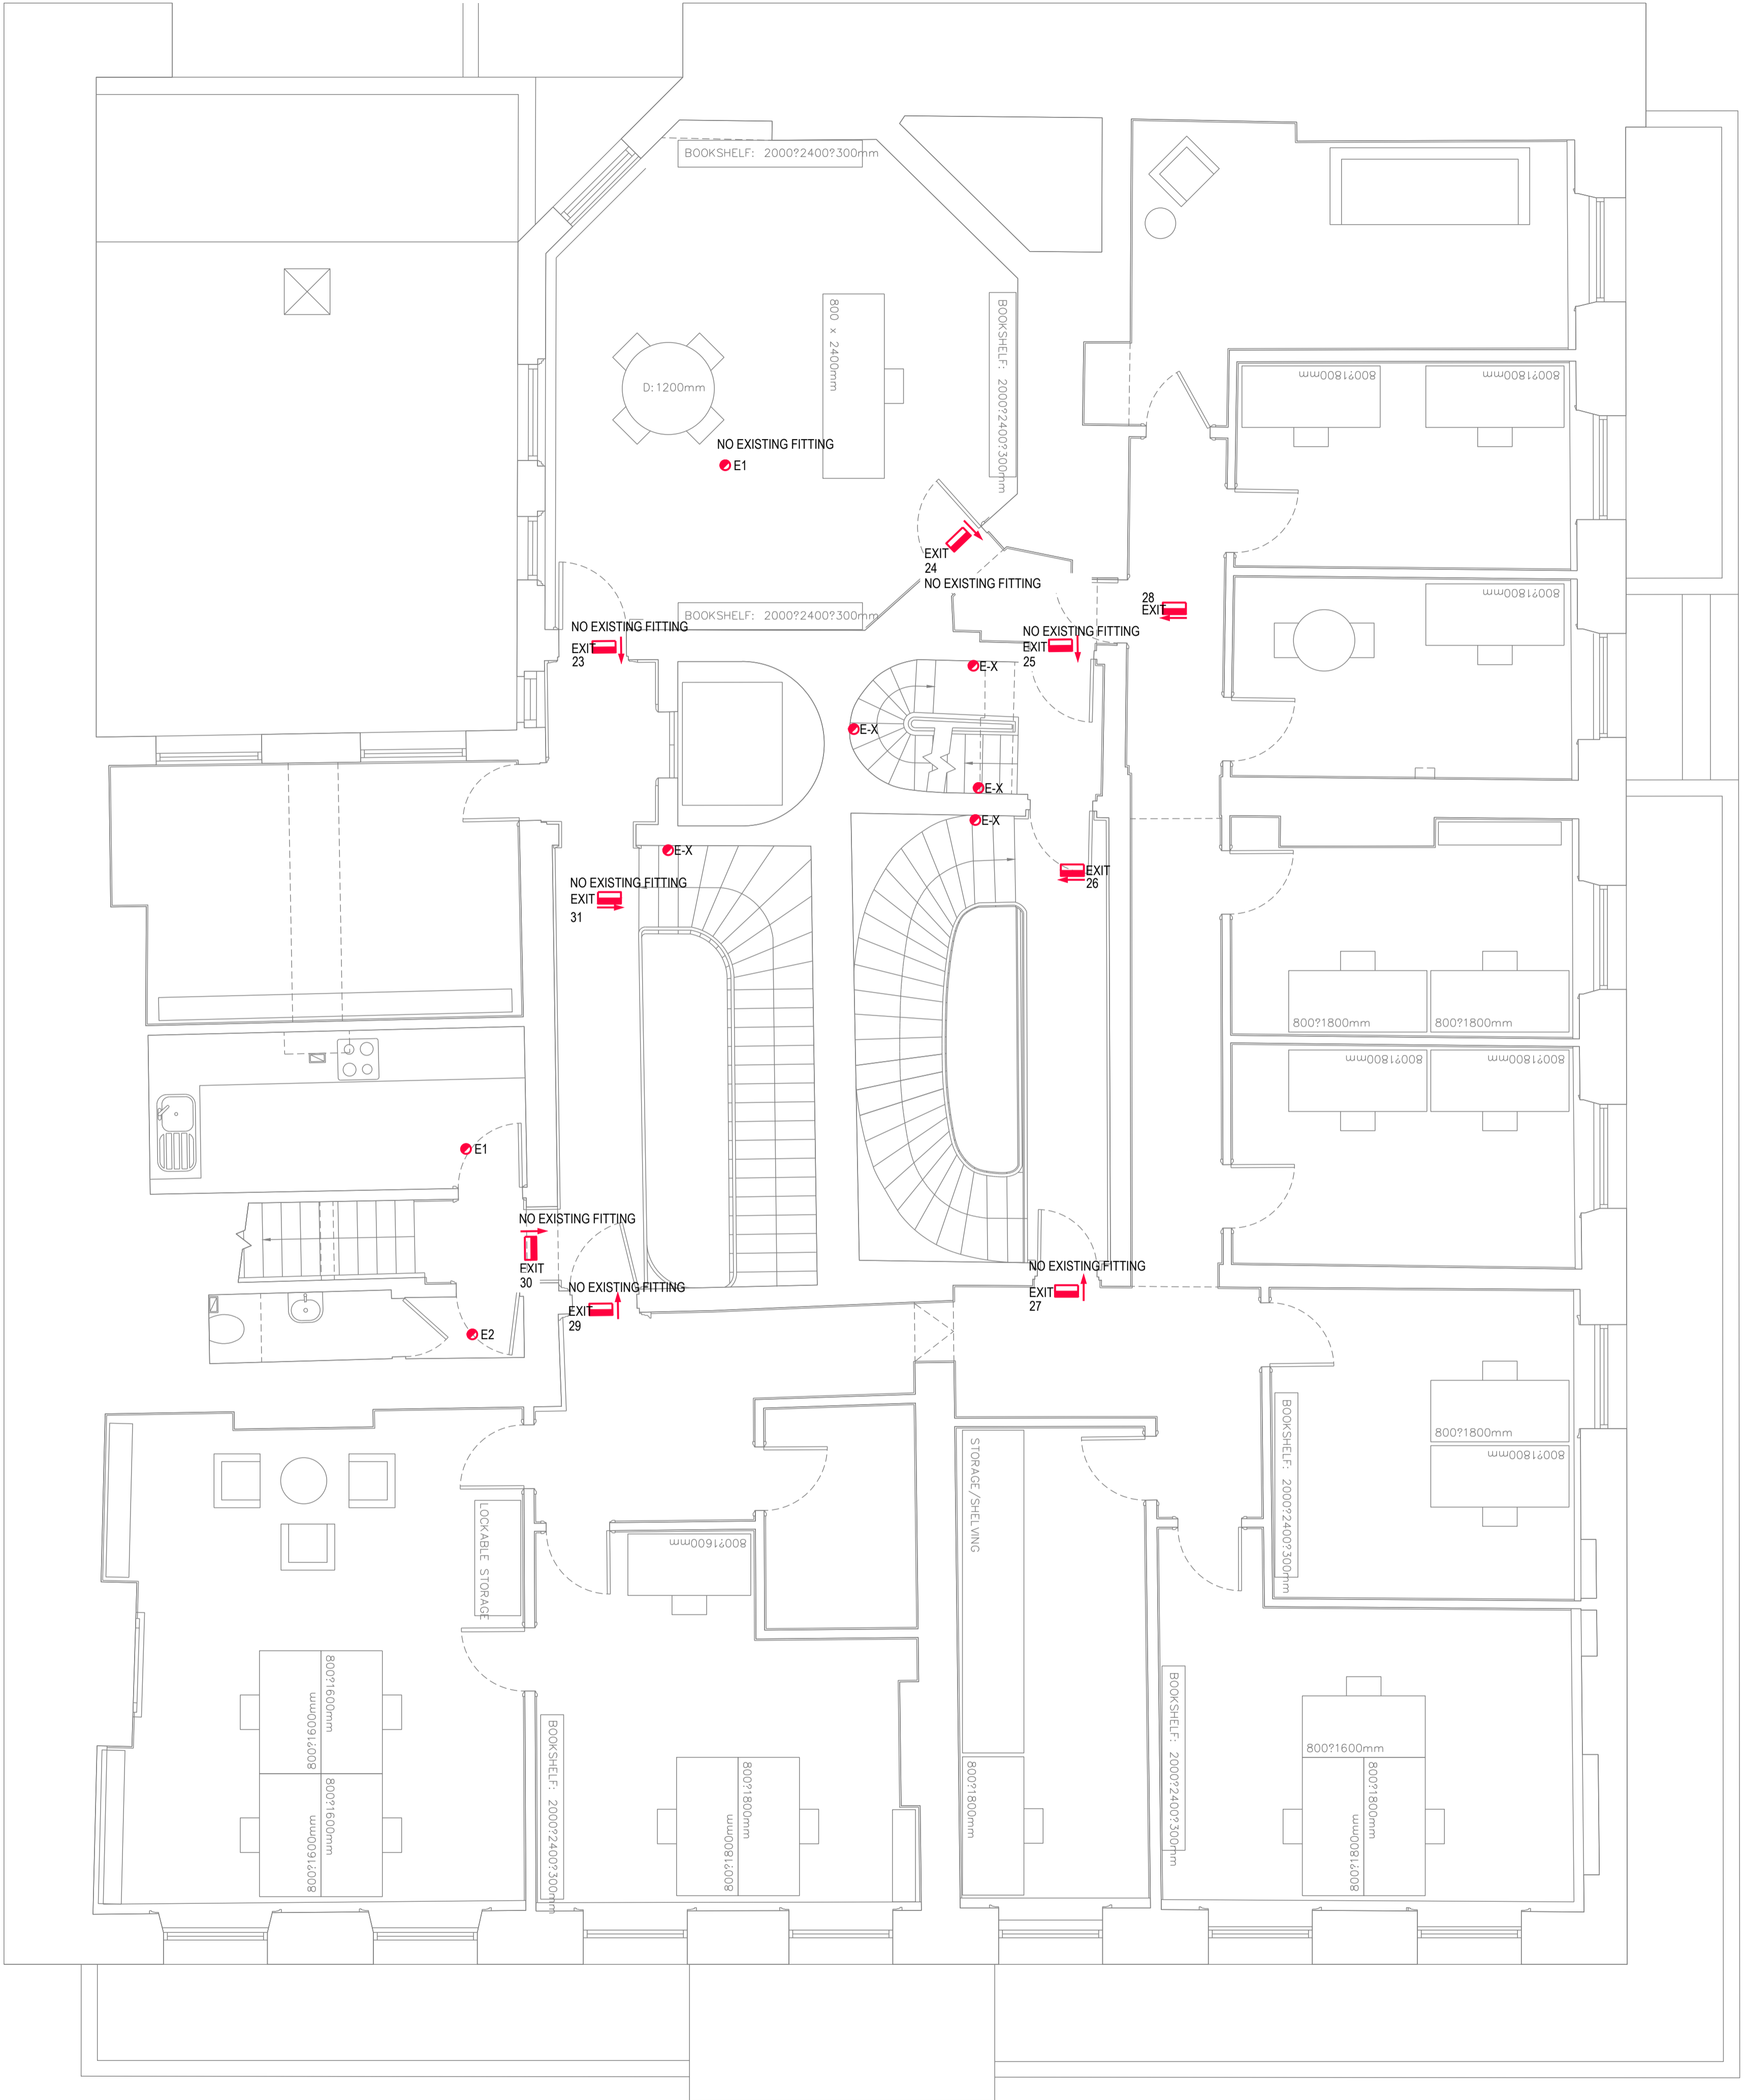 BOOKSHELF: 2000?2400?300mm
800 x 2400mm
BOOKSHELF: 2000?2400?300mm
D:1200mm
800?1800mm
800?1800mm
NO EXISTING FITTING
E1
EXIT
24
NO EXISTING FITTING
800?1800mm
28
EXIT
BOOKSHELF: 2000?2400?300mm
NO EXISTING FITTING
EXIT
23
NO EXISTING FITTING
EXIT
25
E-X
E-X
E-X
E-X
E-X
EXIT
26
NO EXISTING FITTING
EXIT
31
800?1800mm
800?1800mm
800?1800mm
800?1800mm
E1
NO EXISTING FITTING
EXIT
30
NO EXISTING FITTING
EXIT
29
NO EXISTING FITTING
EXIT
27
E2
BOOKSHELF: 2000?2400?300mm
800?1800mm
800?1800mm
STORAGE/SHELVING
LOCKABLE STORAGE
800?1600mm
800?1600mm
800?1600mm
800?1600mm
800?1600mm
BOOKSHELF: 2000?2400?300mm
800?1800mm
800?1800mm
800?1800mm
BOOKSHELF: 2000?2400?300mm
800?1600mm
800?1800mm
800?1800mm